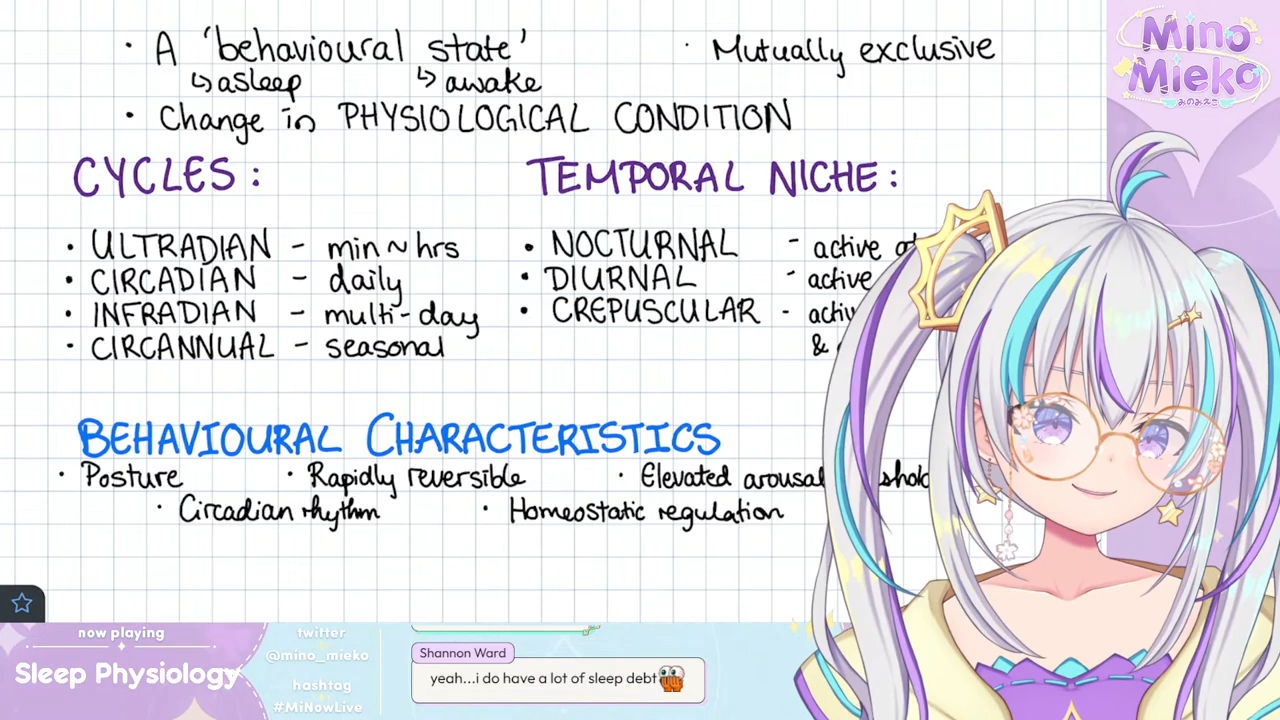 · A 'behavioural state'
↳asleep ↳awake
· Mutually exclusive
· Change in PHYSIOLOGICAL CONDITION
CYCLES:
· ULTRADIAN - min ~ hrs
· CIRCADIAN - daily
· INFRADIAN - multi-day
· CIRCANNUAL - seasonal
TEMPORAL NICHE:
· NOCTURNAL - active
· DIURNAL - active
· CREPUSCULAR -
&
BEHAVIOURAL CHARACTERISTICS
· Posture · Rapidly reversible · Elevated arousal
· Circadian rhythm · Homeostatic regulation
Mino
Mieko
みのみえこ
now playing
Sleep Physiology
twitter
@mino_mieko
hashtag
#MiNowLive
Shannon Ward
yeah...i do have a lot of sleep debt